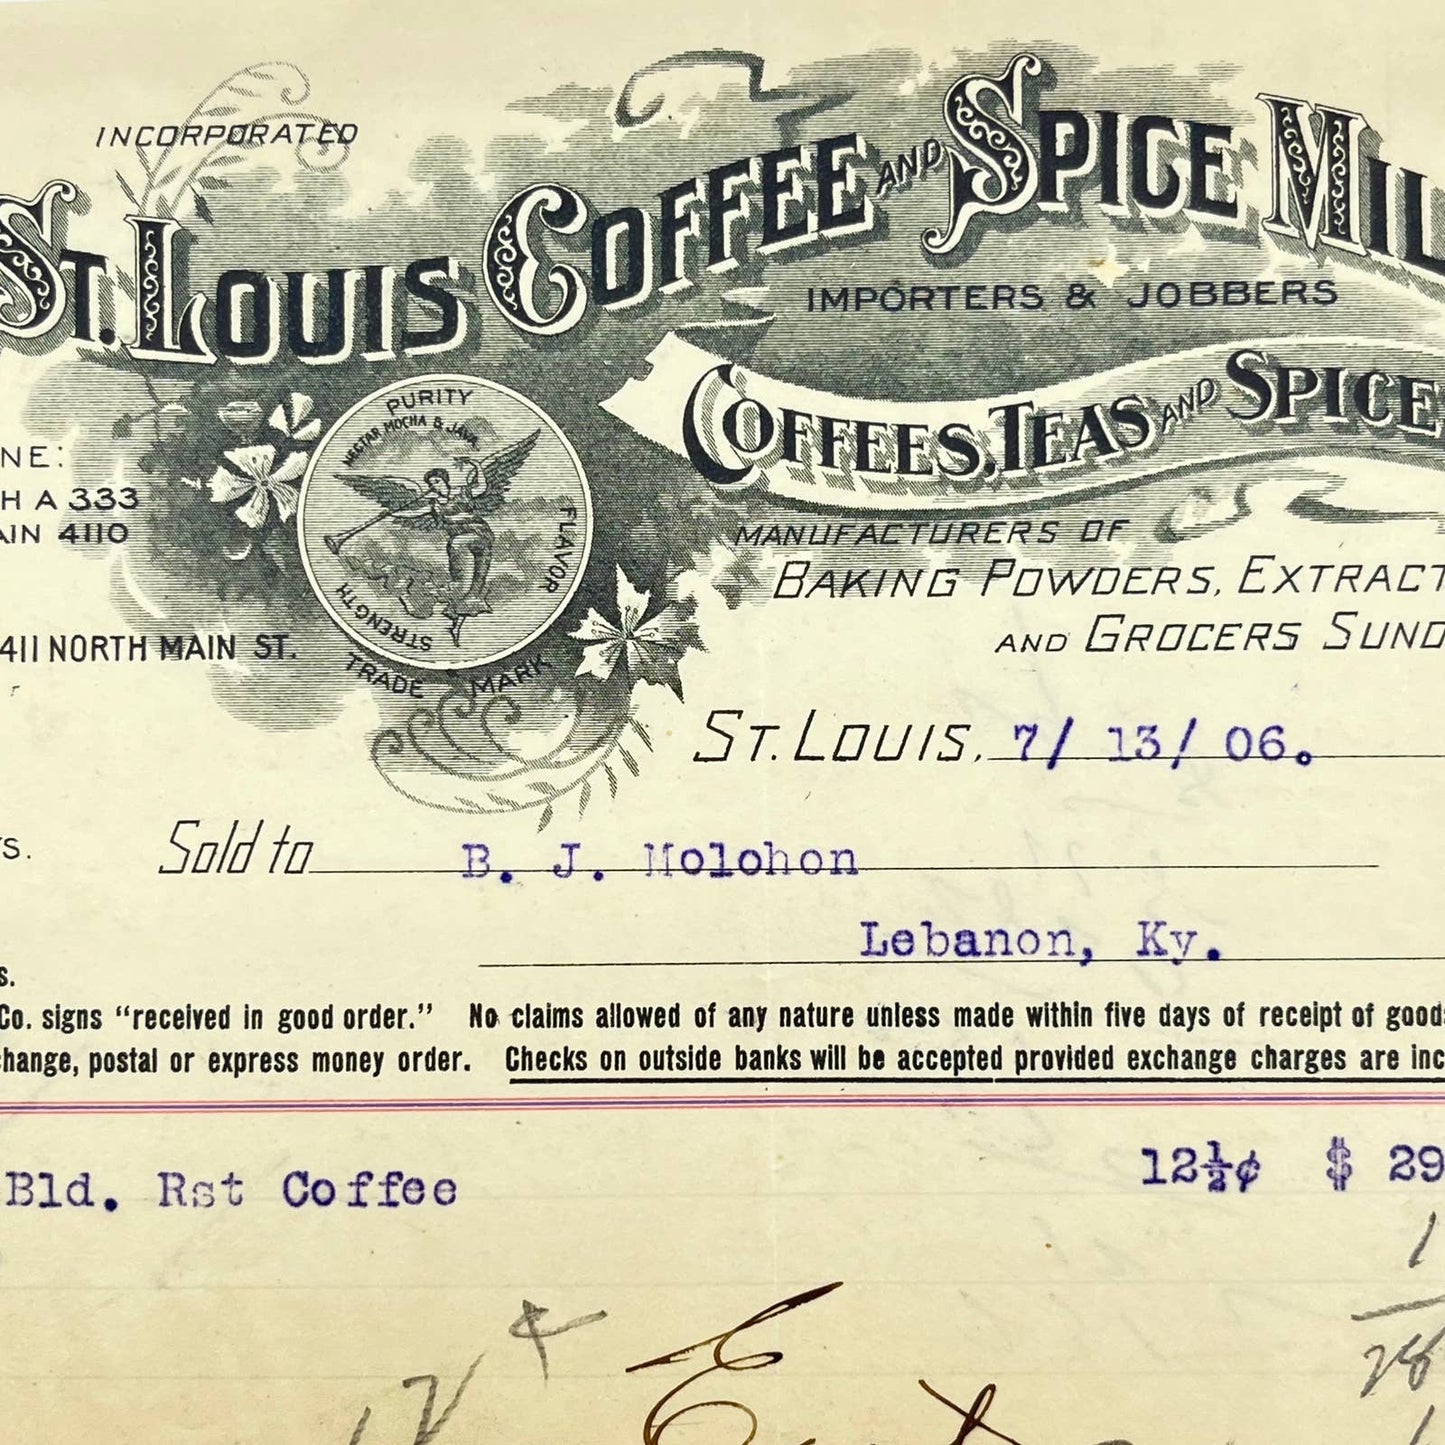 INCORPORATED
ST. LOUIS COFFEE AND SPICE MIL
IMPORTERS & JOBBERS
COFFEES, TEAS AND SPICE
PURITY
NECTAR MOCHA & JAVA
FLAVOR
STRENGTH
TRADE MARK
NE:
H A 333
AIN 4110
MANUFACTURERS OF
BAKING POWDERS, EXTRACT
AND GROCERS SUND
411 NORTH MAIN ST.
ST. LOUIS, 7/ 13/ 06.
S.
Sold to B. J. Molohon
Lebanon, Ky.
s.
Co. signs "received in good order." No claims allowed of any nature unless made within five days of receipt of goods
change, postal or express money order. Checks on outside banks will be accepted provided exchange charges are inc
Bld. Rst Coffee 12½¢ $ 29
1
28